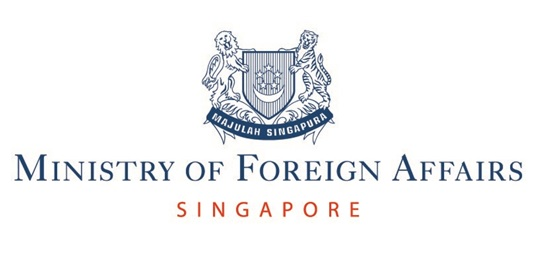 MAJULAH SINGAPURA
MINISTRY OF FOREIGN AFFAIRS
SINGAPORE